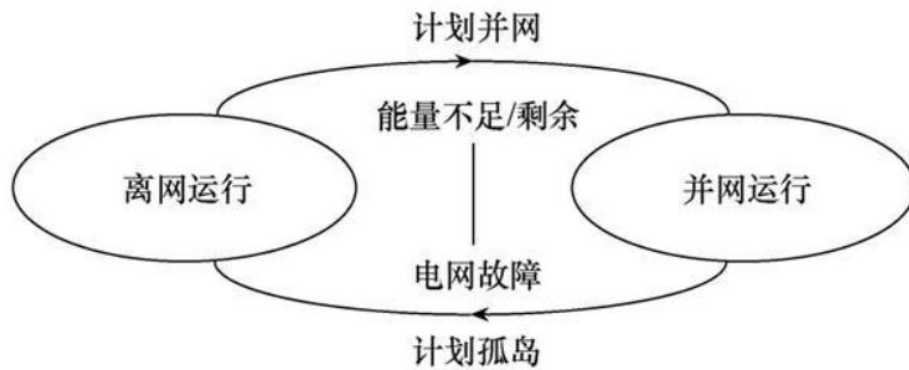 计划并网
能量不足/剩余
离网运行
并网运行
电网故障
计划孤岛